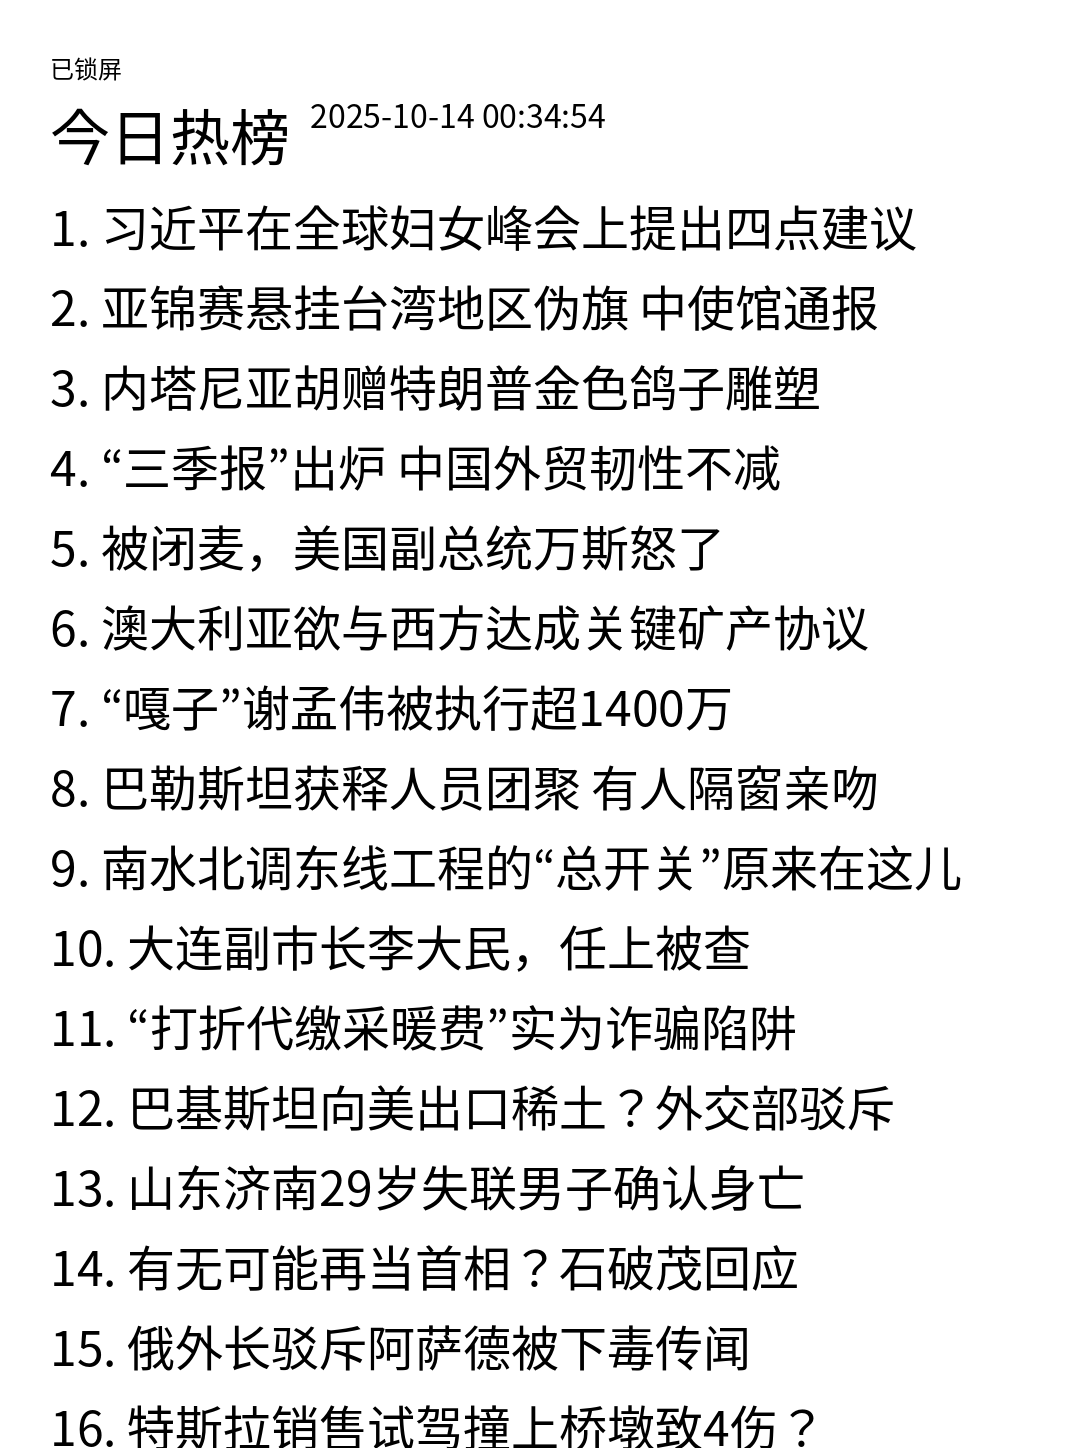 已锁屏
今日热榜 2025-10-14 00:34:54
1. 习近平在全球妇女峰会上提出四点建议
2. 亚锦赛悬挂台湾地区伪旗 中使馆通报
3. 内塔尼亚胡赠特朗普金色鸽子雕塑
4. “三季报”出炉 中国外贸韧性不减
5. 被闭麦，美国副总统万斯怒了
6. 澳大利亚欲与西方达成关键矿产协议
7. “嘎子”谢孟伟被执行超1400万
8. 巴勒斯坦获释人员团聚 有人隔窗亲吻
9. 南水北调东线工程的“总开关”原来在这儿
10. 大连副市长李大民，任上被查
11. “打折代缴采暖费”实为诈骗陷阱
12. 巴基斯坦向美出口稀土？外交部驳斥
13. 山东济南29岁失联男子确认身亡
14. 有无可能再当首相？石破茂回应
15. 俄外长驳斥阿萨德被下毒传闻
16. 特斯拉销售试驾撞上桥墩致4伤？